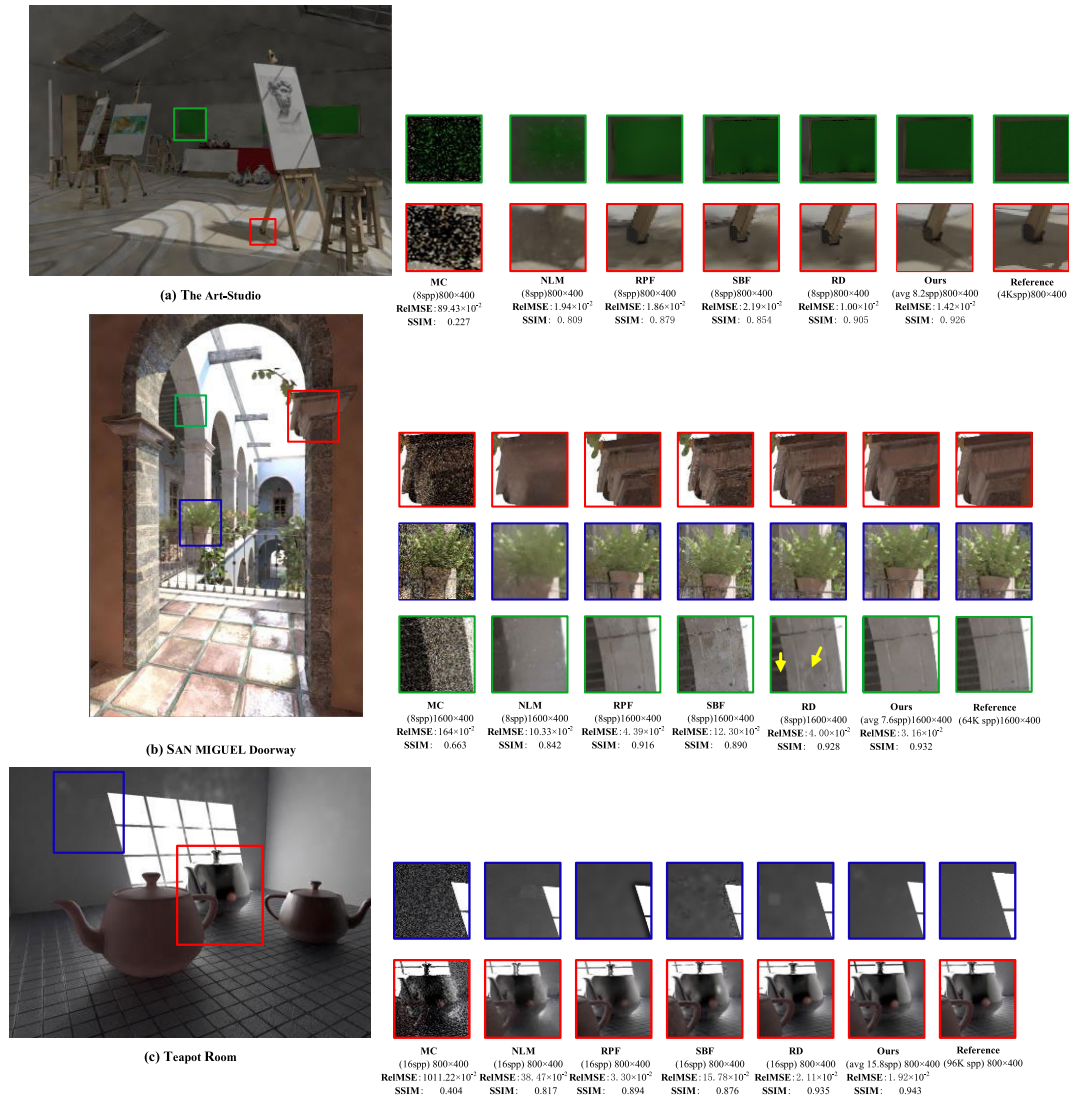 MC NLM RPF SBF RD Ours Reference
(8spp)800×400 (8spp)800×400 (8spp)800×400 (8spp)800×400 (8spp)800×400 (avg 8.2spp)800×400 (4Kspp)800×400
(a) The Art-Studio
RelMSE:89.43×10⁻² RelMSE:1.94×10⁻² RelMSE:1.86×10⁻² RelMSE:2.19×10⁻² RelMSE:1.00×10⁻² RelMSE:1.42×10⁻²
SSIM: 0.227 SSIM: 0.809 SSIM: 0.879 SSIM: 0.854 SSIM: 0.905 SSIM: 0.926
MC NLM RPF SBF RD Ours Reference
(8spp)1600×400 (8spp)1600×400 (8spp)1600×400 (8spp)1600×400 (8spp)1600×400 (avg 7.6spp)1600×400 (64K spp)1600×400
RelMSE:164×10⁻² RelMSE:10.33×10⁻² RelMSE:4.39×10⁻² RelMSE:12.30×10⁻² RelMSE:4.00×10⁻² RelMSE:3.16×10⁻²
SSIM: 0.663 SSIM: 0.842 SSIM: 0.916 SSIM: 0.890 SSIM: 0.928 SSIM: 0.932
(b) SAN MIGUEL Doorway
MC NLM RPF SBF RD Ours Reference
(16spp) 800×400 (16spp) 800×400 (16spp) 800×400 (16spp) 800×400 (16spp) 800×400 (avg 15.8spp) 800×400 (96K spp) 800×400
(c) Teapot Room
RelMSE:1011.22×10⁻² RelMSE:38.47×10⁻² RelMSE:3.30×10⁻² RelMSE:15.78×10⁻² RelMSE:2.11×10⁻² RelMSE:1.92×10⁻²
SSIM: 0.404 SSIM: 0.817 SSIM: 0.894 SSIM: 0.876 SSIM: 0.935 SSIM: 0.943